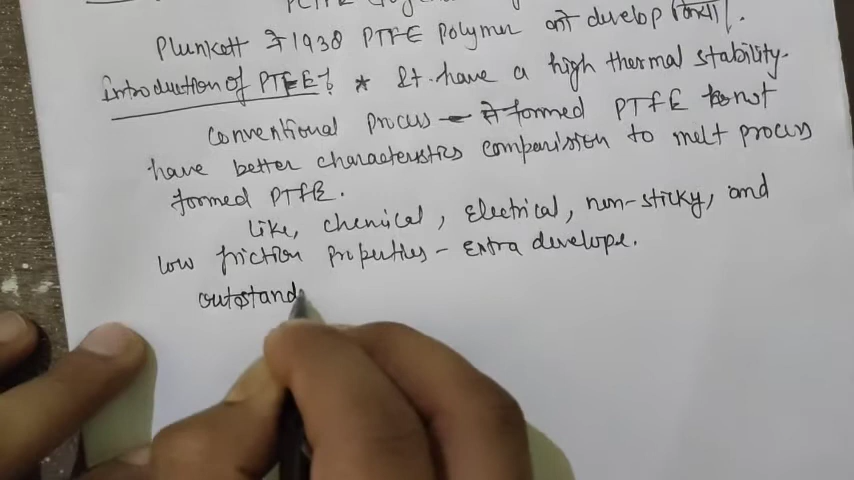 Plunkett ने 1938 PTFE Polymer को develop किया।
Introduction of PTFE: * It have a high thermal stability.
Conventional Process - formed PTFE not
have better characteristics comparision to melt process
formed PTFE.
Like, chemical, Electrical, non-sticky, and
low friction Properties - Extra develope.
outstand